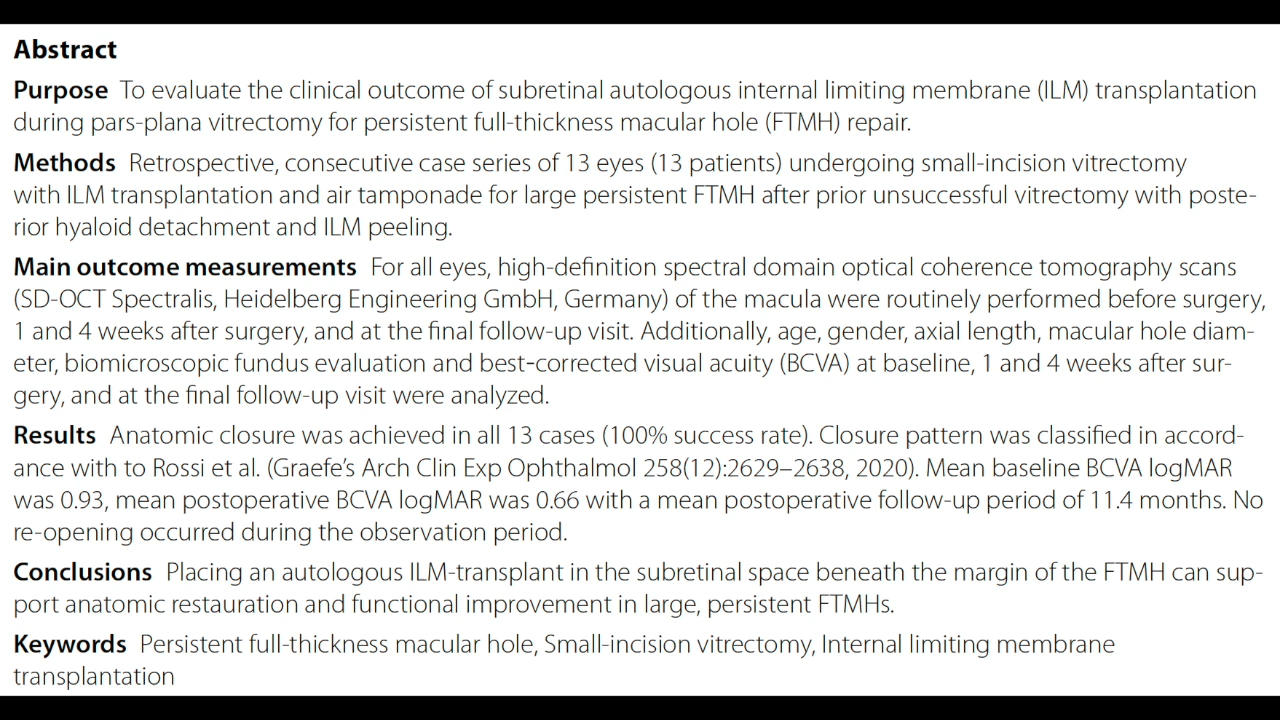 Abstract
Purpose To evaluate the clinical outcome of subretinal autologous internal limiting membrane (ILM) transplantation
during pars-plana vitrectomy for persistent full-thickness macular hole (FTMH) repair.
Methods Retrospective, consecutive case series of 13 eyes (13 patients) undergoing small-incision vitrectomy
with ILM transplantation and air tamponade for large persistent FTMH after prior unsuccessful vitrectomy with poste-
rior hyaloid detachment and ILM peeling.
Main outcome measurements For all eyes, high-definition spectral domain optical coherence tomography scans
(SD-OCT Spectralis, Heidelberg Engineering GmbH, Germany) of the macula were routinely performed before surgery,
1 and 4 weeks after surgery, and at the final follow-up visit. Additionally, age, gender, axial length, macular hole diam-
eter, biomicroscopic fundus evaluation and best-corrected visual acuity (BCVA) at baseline, 1 and 4 weeks after sur-
gery, and at the final follow-up visit were analyzed.
Results Anatomic closure was achieved in all 13 cases (100% success rate). Closure pattern was classified in accord-
ance with to Rossi et al. (Graefe's Arch Clin Exp Ophthalmol 258(12):2629–2638, 2020). Mean baseline BCVA logMAR
was 0.93, mean postoperative BCVA logMAR was 0.66 with a mean postoperative follow-up period of 11.4 months. No
re-opening occurred during the observation period.
Conclusions Placing an autologous ILM-transplant in the subretinal space beneath the margin of the FTMH can sup-
port anatomic restauration and functional improvement in large, persistent FTMHs.
Keywords Persistent full-thickness macular hole, Small-incision vitrectomy, Internal limiting membrane
transplantation